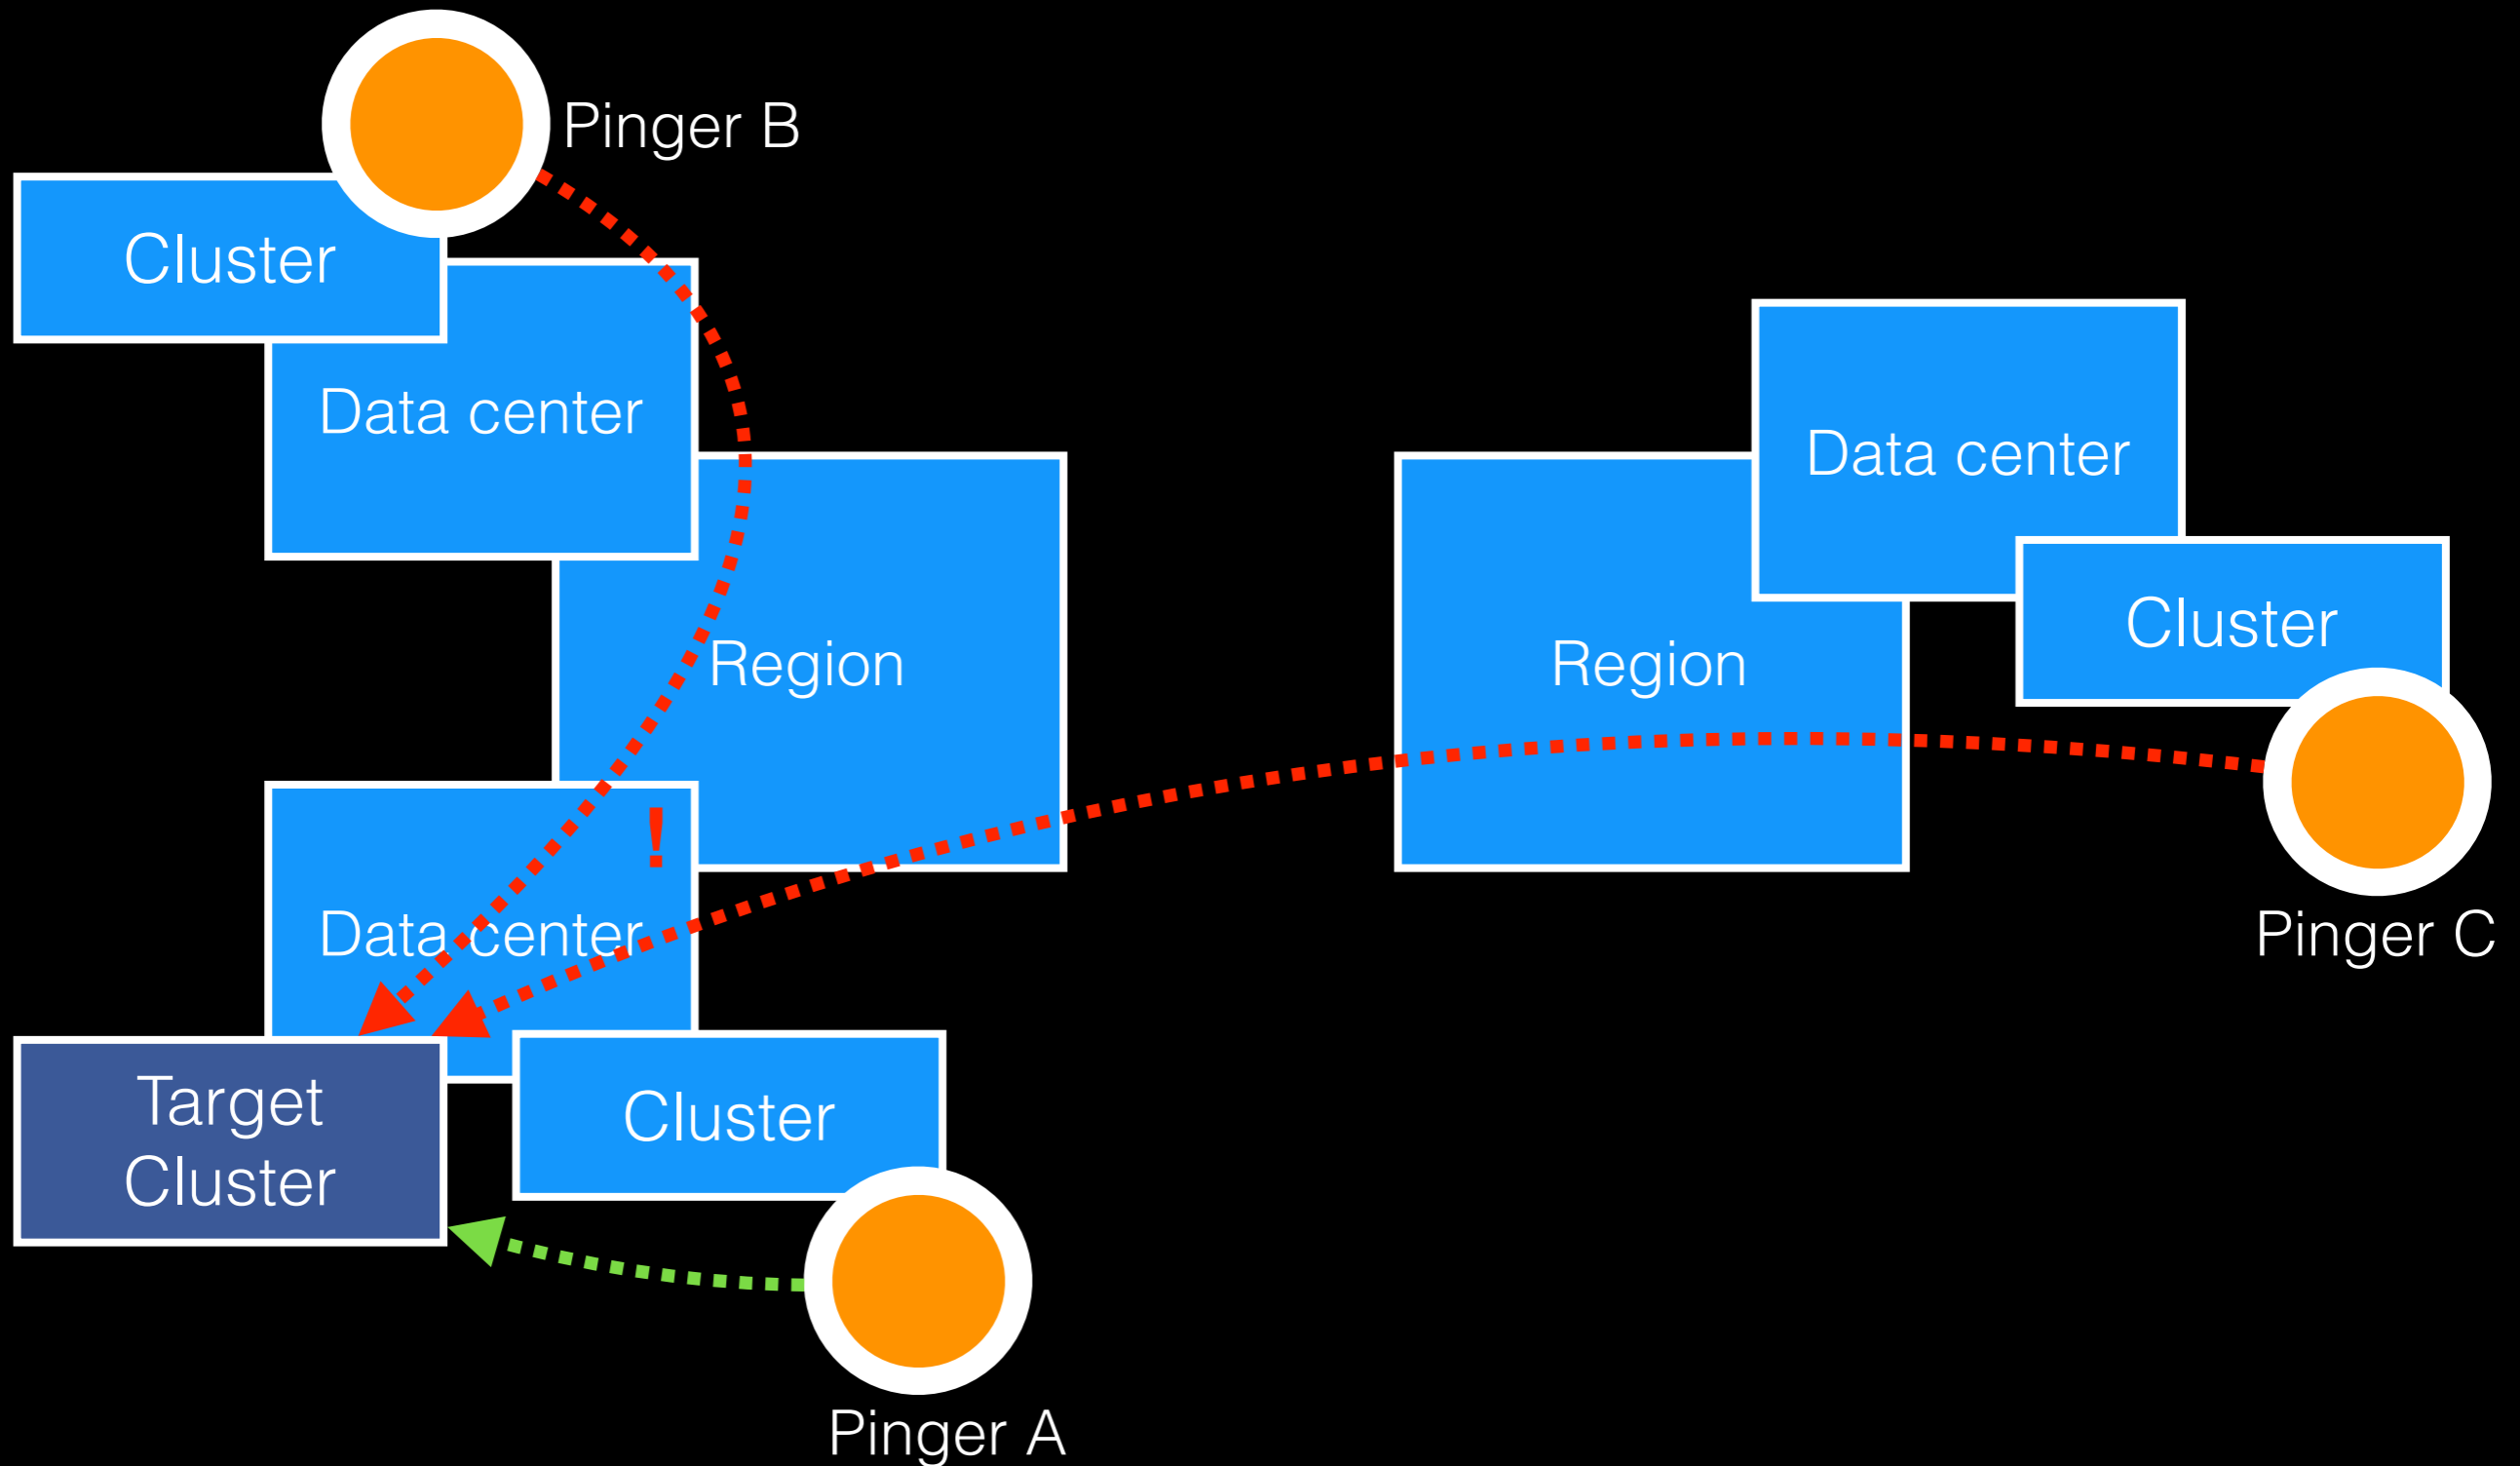 Pinger B
Cluster
Data center
Data center
Region
Region
Cluster
!
Data center
Pinger C
Target
Cluster
Cluster
Pinger A